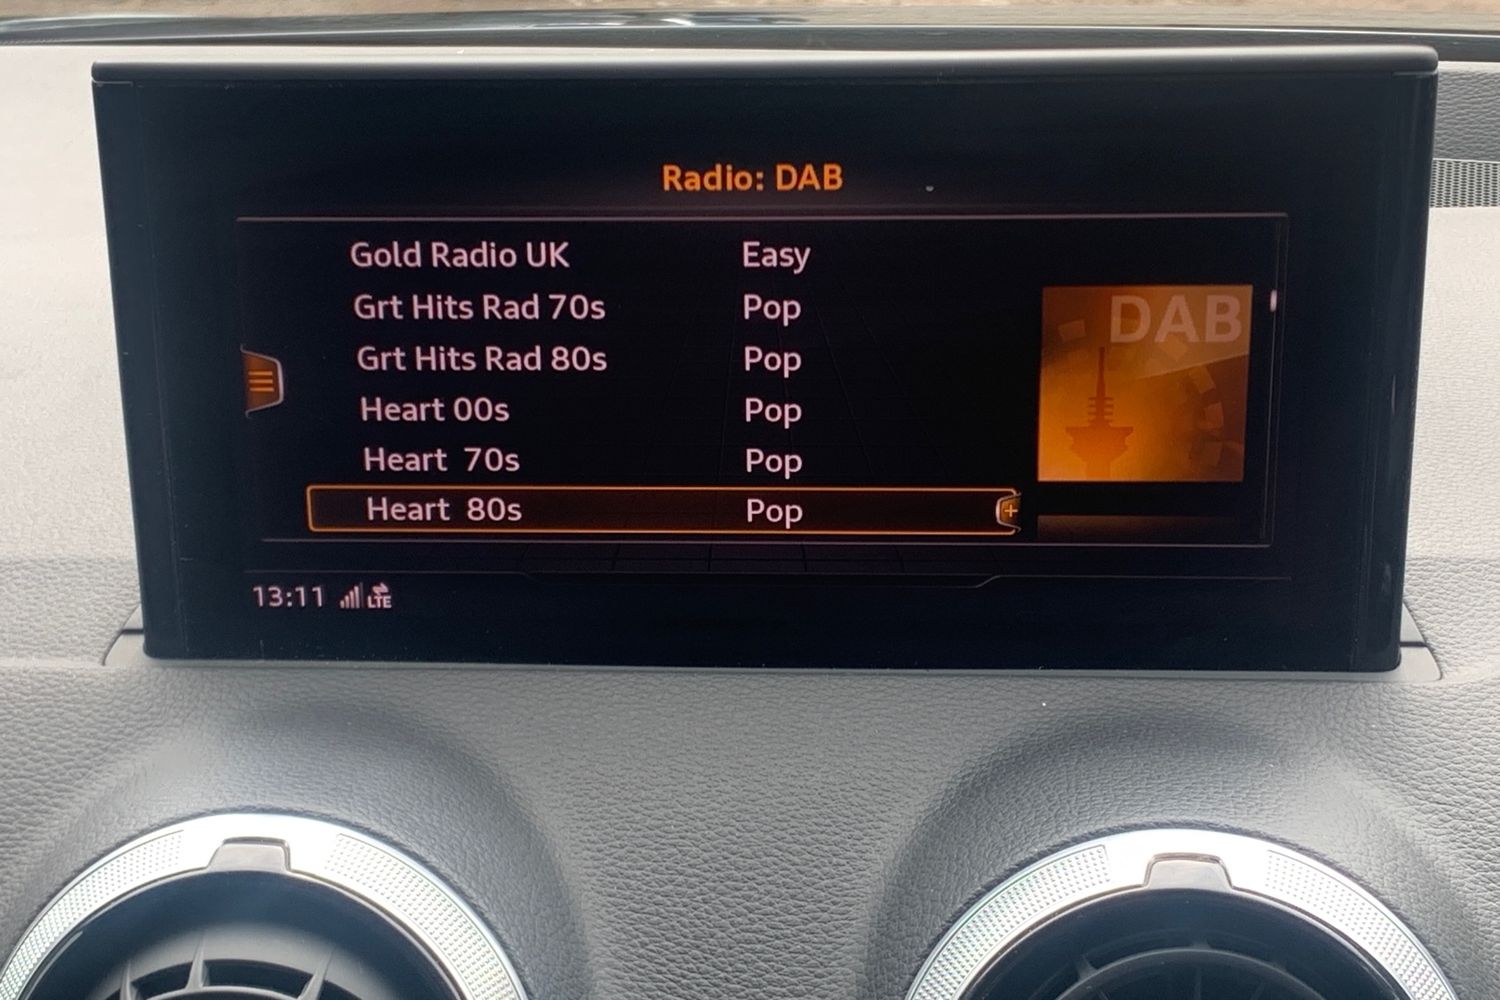 Radio: DAB
Gold Radio UK Easy
Grt Hits Rad 70s Pop
Grt Hits Rad 80s Pop
Heart 00s Pop
Heart 70s Pop
Heart 80s Pop
DAB
13:11 LTE